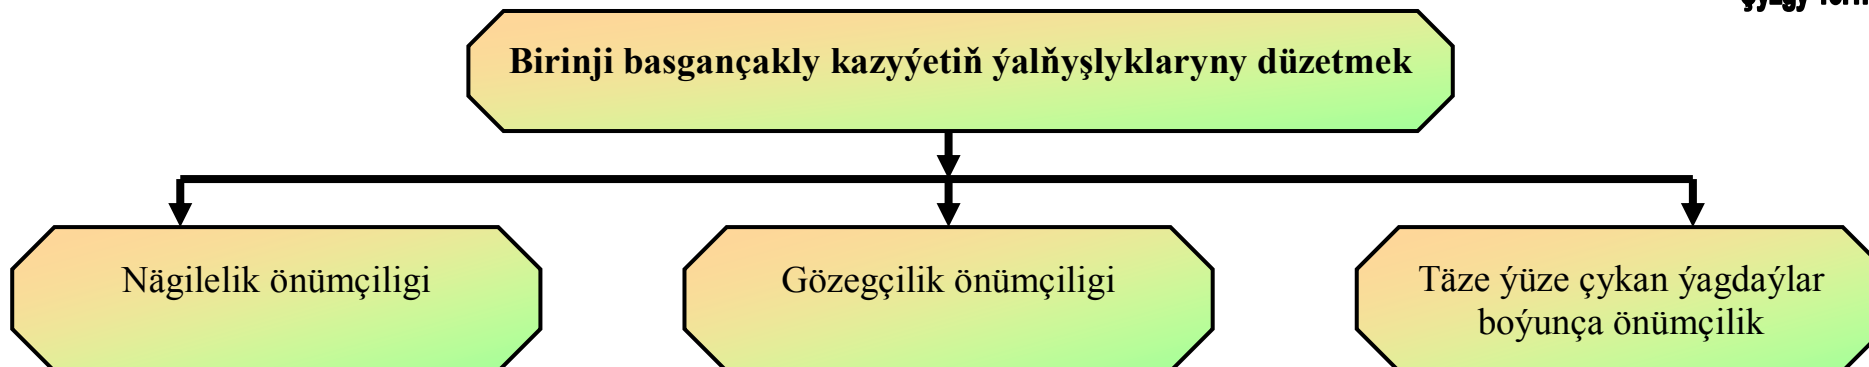 Birinji basgançakly kazyýetiň ýalňyşlyklaryny düzetmek
Nägilelik önümçiligi
Gözegçilik önümçiligi
Täze ýüze çykan ýagdaýlar
boýunça önümçilik